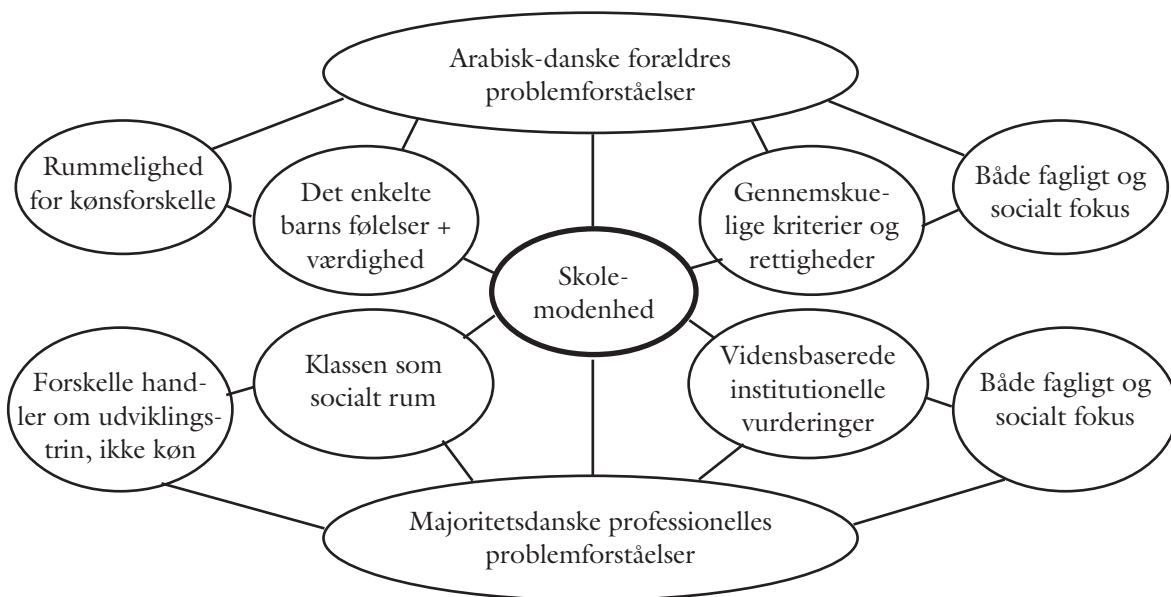 Arabisk-danske forældres
problemforståelser
Rummelighed
for kønsforskelle
Det enkelte
barns følelser +
værdighed
Gennemskue-
lige kriterier og
rettigheder
Både fagligt og
socialt fokus
Skole-
modenhed
Forskelle hand-
ler om udviklings-
trin, ikke køn
Klassen som
socialt rum
Vidensbaserede
institutionelle
vurderinger
Både fagligt og
socialt fokus
Majoritetsdanske professionelles
problemforståelser